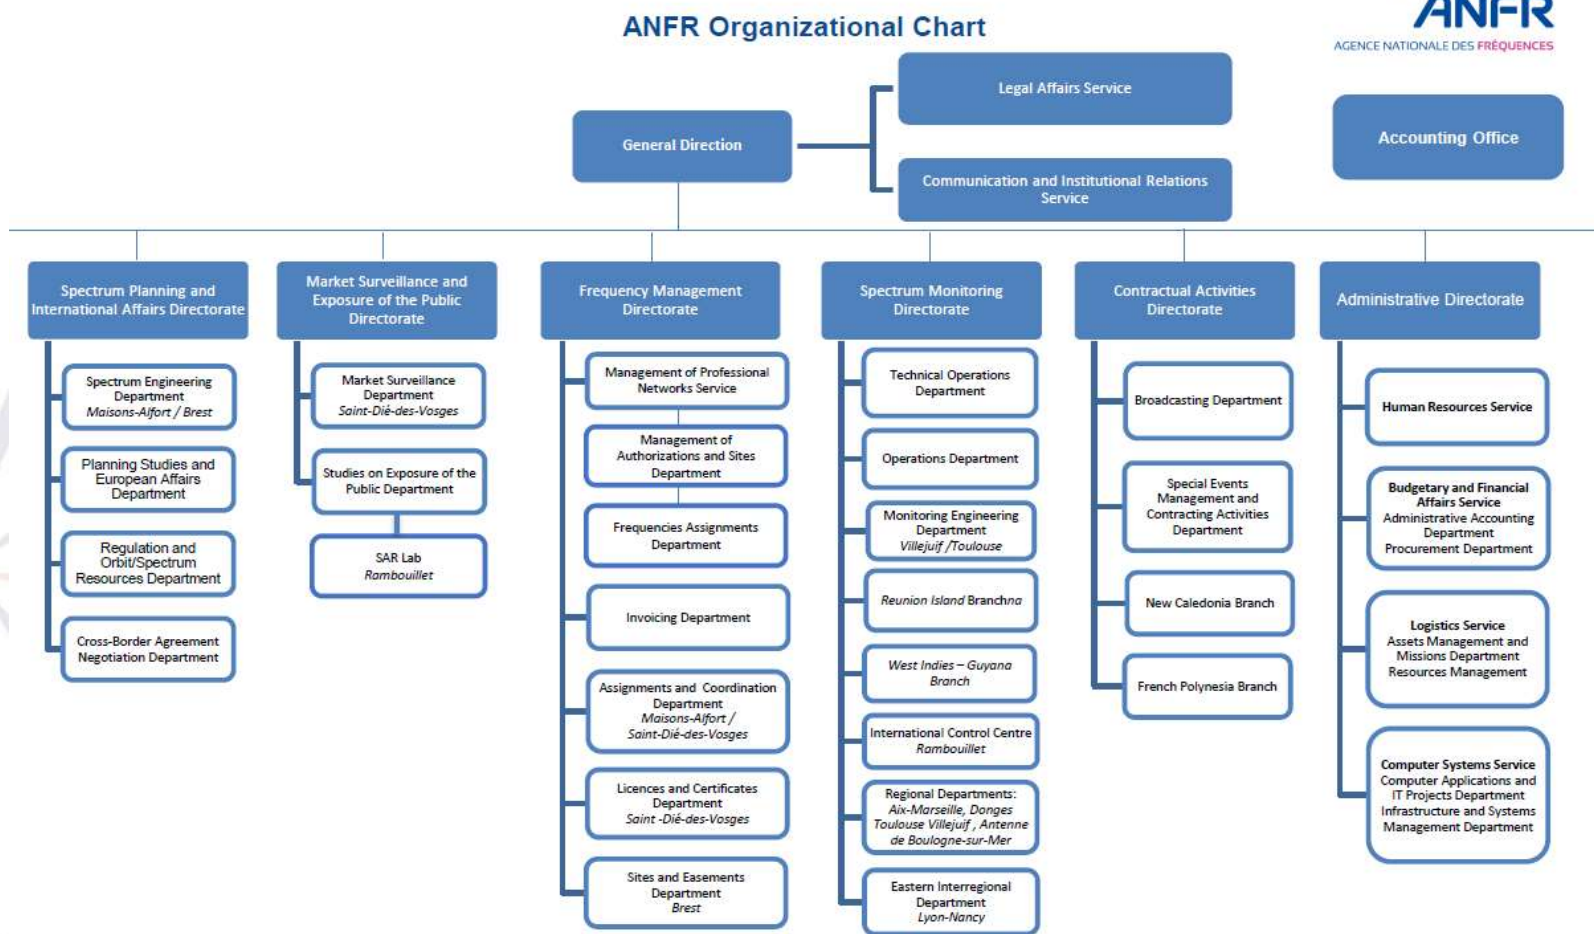 ANFR Organizational Chart
ANFR
AGENCE NATIONALE DES FRÉQUENCES
General Direction
Legal Affairs Service
Communication and Institutional Relations
Service
Accounting Office
Spectrum Planning and
International Affairs Directorate
Spectrum Engineering
Department
Maisons-Alfort / Brest
Planning Studies and
European Affairs
Department
Regulation and
Orbit/Spectrum
Resources Department
Cross-Border Agreement
Negotiation Department
Market Surveillance and
Exposure of the Public
Directorate
Market Surveillance
Department
Saint-Dié-des-Vosges
Studies on Exposure of the
Public Department
SAR Lab
Rambouillet
Frequency Management
Directorate
Management of Professional
Networks Service
Management of
Authorizations and Sites
Department
Frequencies Assignments
Department
Invoicing Department
Assignments and Coordination
Department
Maisons-Alfort /
Saint-Dié-des-Vosges
Licences and Certificates
Department
Saint -Dié-des-Vosges
Sites and Easements
Department
Brest
Spectrum Monitoring
Directorate
Technical Operations
Department
Operations Department
Monitoring Engineering
Department
Villejuif /Toulouse
Reunion Island Branchna
West Indies – Guyana
Branch
International Control Centre
Rambouillet
Regional Departments:
Aix-Marseille, Donges
Toulouse Villejuif , Antenne
de Boulogne-sur-Mer
Eastern Interregional
Department
Lyon-Nancy
Contractual Activities
Directorate
Broadcasting Department
Special Events
Management and
Contracting Activities
Department
New Caledonia Branch
French Polynesia Branch
Administrative Directorate
Human Resources Service
Budgetary and Financial
Affairs Service
Administrative Accounting
Department
Procurement Department
Logistics Service
Assets Management and
Missions Department
Resources Management
Computer Systems Service
Computer Applications and
IT Projects Department
Infrastructure and Systems
Management Department